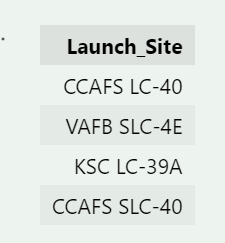 Launch_Site
CCAFS LC-40
VAFB SLC-4E
KSC LC-39A
CCAFS SLC-40